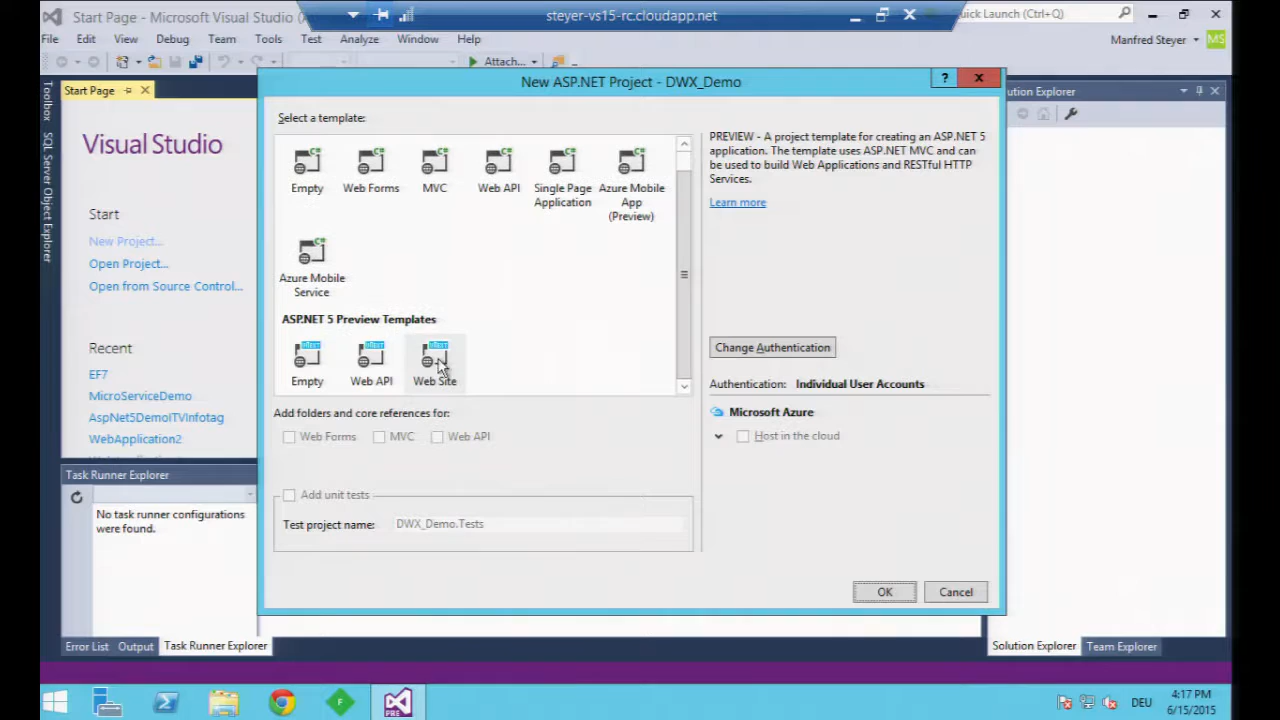 Start Page - Microsoft Visual Studio
steyer-vs15-rc.cloudapp.net
Quick Launch (Ctrl+Q)
File Edit View Debug Team Tools Test Analyze Window Help
Manfred Steyer
MS
Attach...
Start Page
Toolbox
SQL Server Object Explorer
Visual Studio
Start
New Project...
Open Project...
Open from Source Control...
Recent
EF7
MicroServiceDemo
AspNet5DemoITVInfotag
WebApplication2
Task Runner Explorer
No task runner configurations
were found.
Error List Output Task Runner Explorer
New ASP.NET Project - DWX_Demo
?
Select a template:
Empty
Web Forms
MVC
Web API
Single Page
Application
Azure Mobile
App
(Preview)
Azure Mobile
Service
ASP.NET 5 Preview Templates
Empty
Web API
Web Site
Add folders and core references for:
Web Forms MVC Web API
Add unit tests
Test project name: DWX_Demo.Tests
PREVIEW - A project template for creating an ASP.NET 5
application. The template uses ASP.NET MVC and can
be used to build Web Applications and RESTful HTTP
Services.
Learn more
Change Authentication
Authentication: Individual User Accounts
Microsoft Azure
Host in the cloud
OK Cancel
ution Explorer
Solution Explorer Team Explorer
PRE
DEU
4:17 PM
6/15/2015